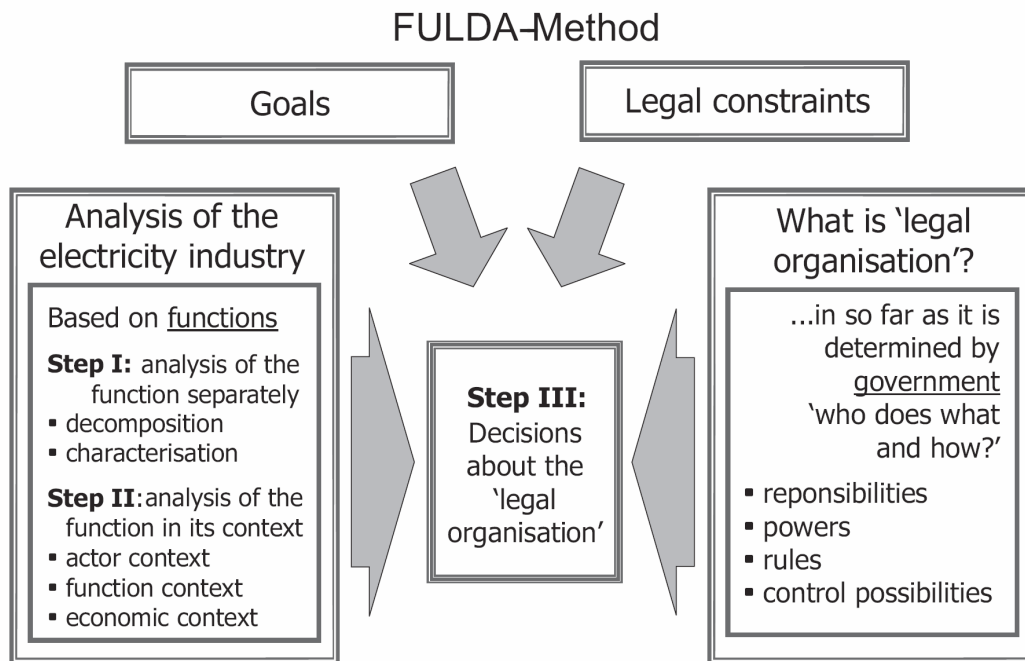 FULDA-Method
Goals
Legal constraints
Analysis of the
electricity industry
Based on functions
Step I: analysis of the
function separately
▪ decomposition
▪ characterisation
Step II: analysis of the
function in its context
▪ actor context
▪ function context
▪ economic context
Step III:
Decisions
about the
‘legal
organisation’
What is ‘legal
organisation’?
...in so far as it is
determined by
government
‘who does what
and how?’
▪ reponsibilities
▪ powers
▪ rules
▪ control possibilities